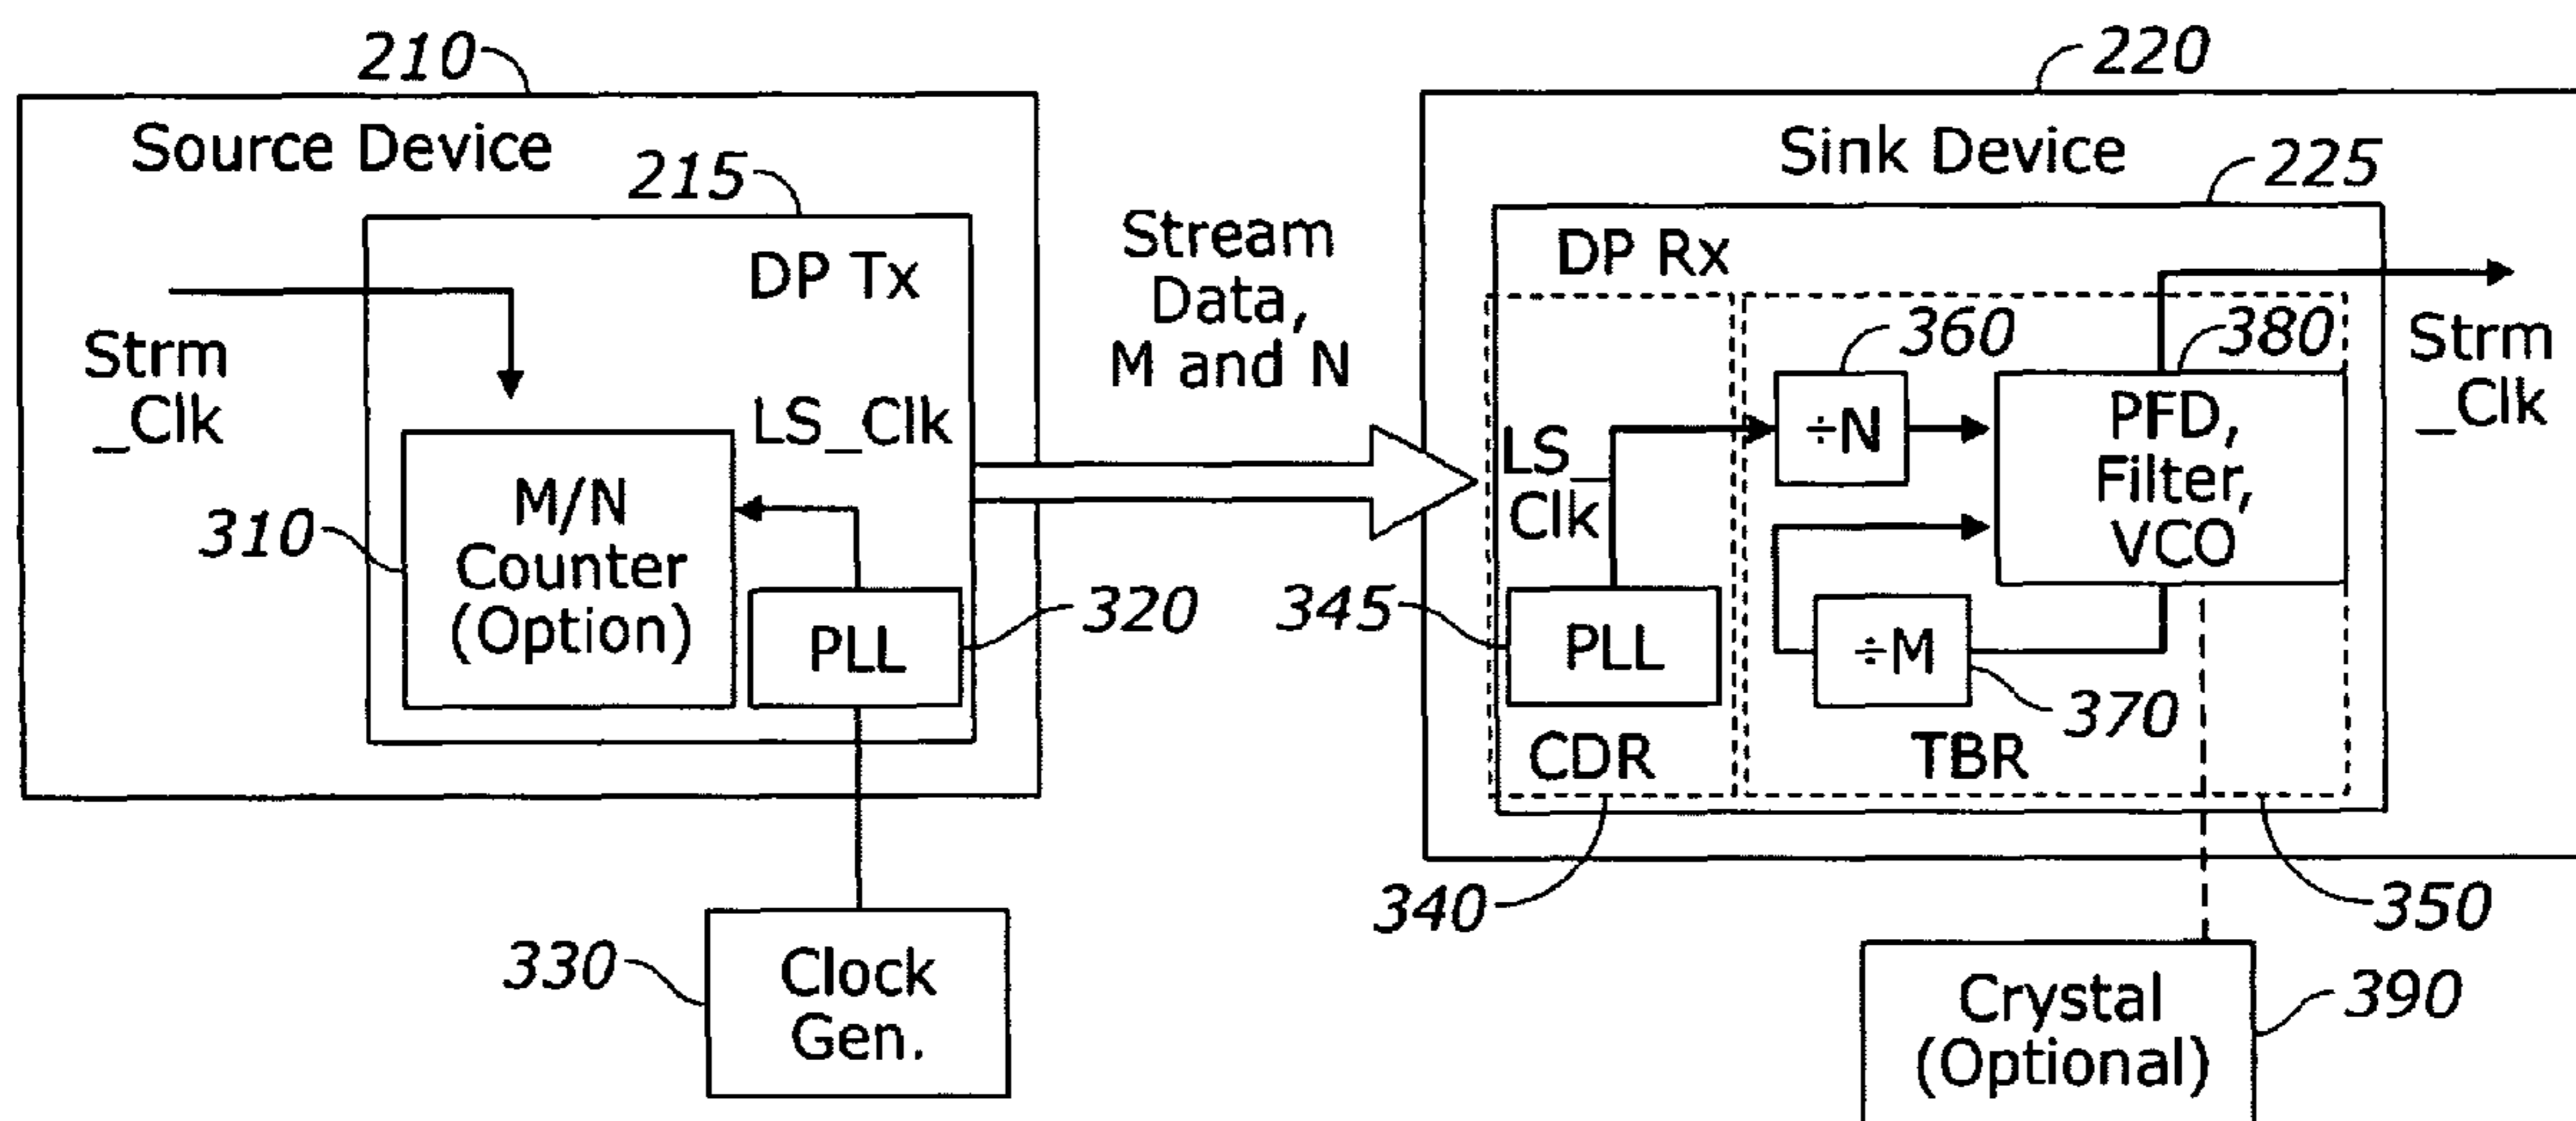 210
Source Device
215
DP Tx
Strm
_Clk
LS_Clk
M/N
Counter
(Option)
310
PLL
320
330
Clock
Gen.
Stream
Data,
M and N
220
Sink Device
225
DP Rx
LS_
Clk
345
PLL
CDR
340
360
÷N
380
PFD,
Filter,
VCO
÷M
370
TBR
350
Strm
_Clk
Crystal
(Optional)
390